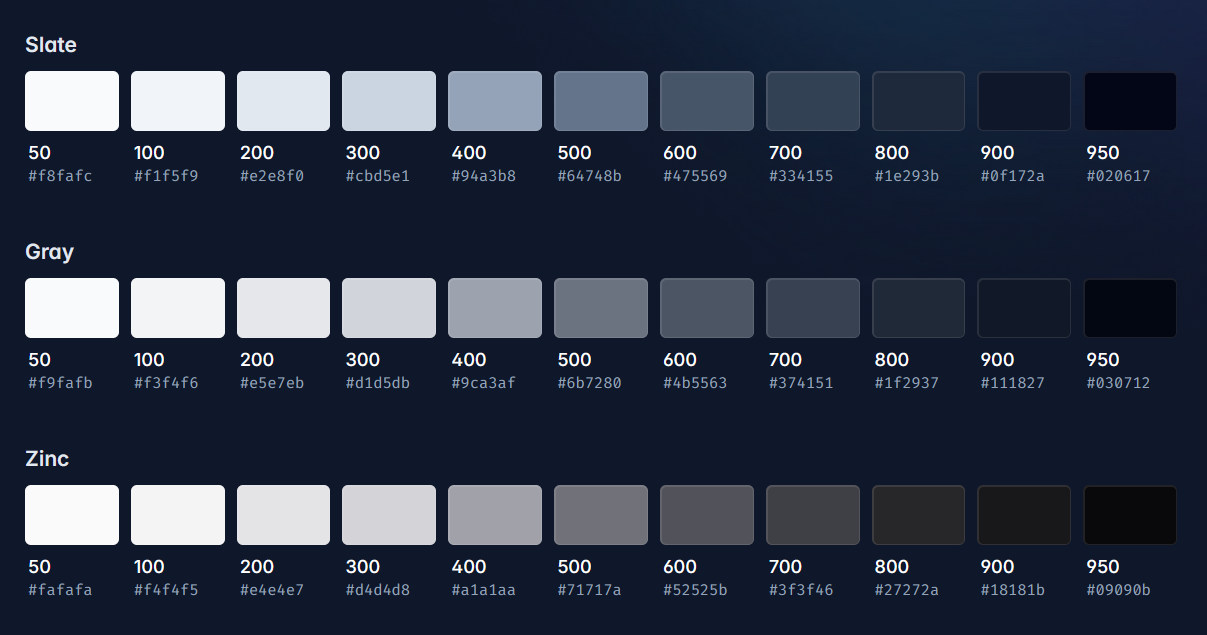 Slate
50 100 200 300 400 500 600 700 800 900 950
#f8fafc #f1f5f9 #e2e8f0 #cbd5e1 #94a3b8 #64748b #475569 #334155 #1e293b #0f172a #020617
Gray
50 100 200 300 400 500 600 700 800 900 950
#f9fafb #f3f4f6 #e5e7eb #d1d5db #9ca3af #6b7280 #4b5563 #374151 #1f2937 #111827 #030712
Zinc
50 100 200 300 400 500 600 700 800 900 950
#fafafa #f4f4f5 #e4e4e7 #d4d4d8 #a1a1aa #71717a #52525b #3f3f46 #27272a #18181b #09090b